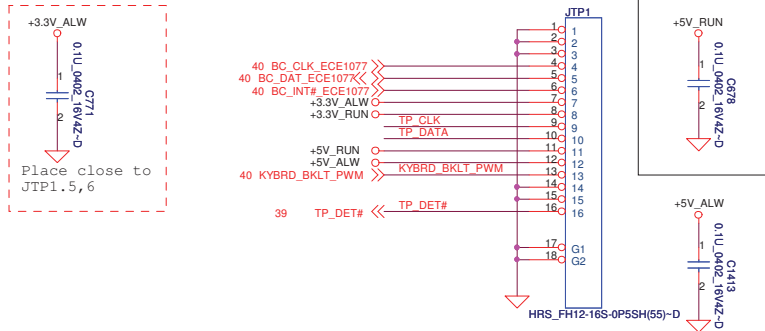 +3.3V_ALW
1
0.1U_0402_16V4Z~D
C771
2
Place close to
JTP1.5,6
JTP1
1 1
2 2
3 3
40 BC_CLK_ECE1077 4 4
40 BC_DAT_ECE1077 5 5
40 BC_INT#_ECE1077 6 6
+3.3V_ALW 7 7
+3.3V_RUN 8 8
TP_CLK 9 9
TP_DATA 10 10
+5V_RUN 11 11
+5V_ALW 12 12
40 KYBRD_BKLT_PWM KYBRD_BKLT_PWM 13 13
14 14
15 15
39 TP_DET# TP_DET# 16 16
17 G1
18 G2
HRS_FH12-16S-0P5SH(55)~D
+5V_RUN
1
0.1U_0402_16V4Z~D
C678
2
+5V_ALW
1
0.1U_0402_16V4Z~D
C1413
2